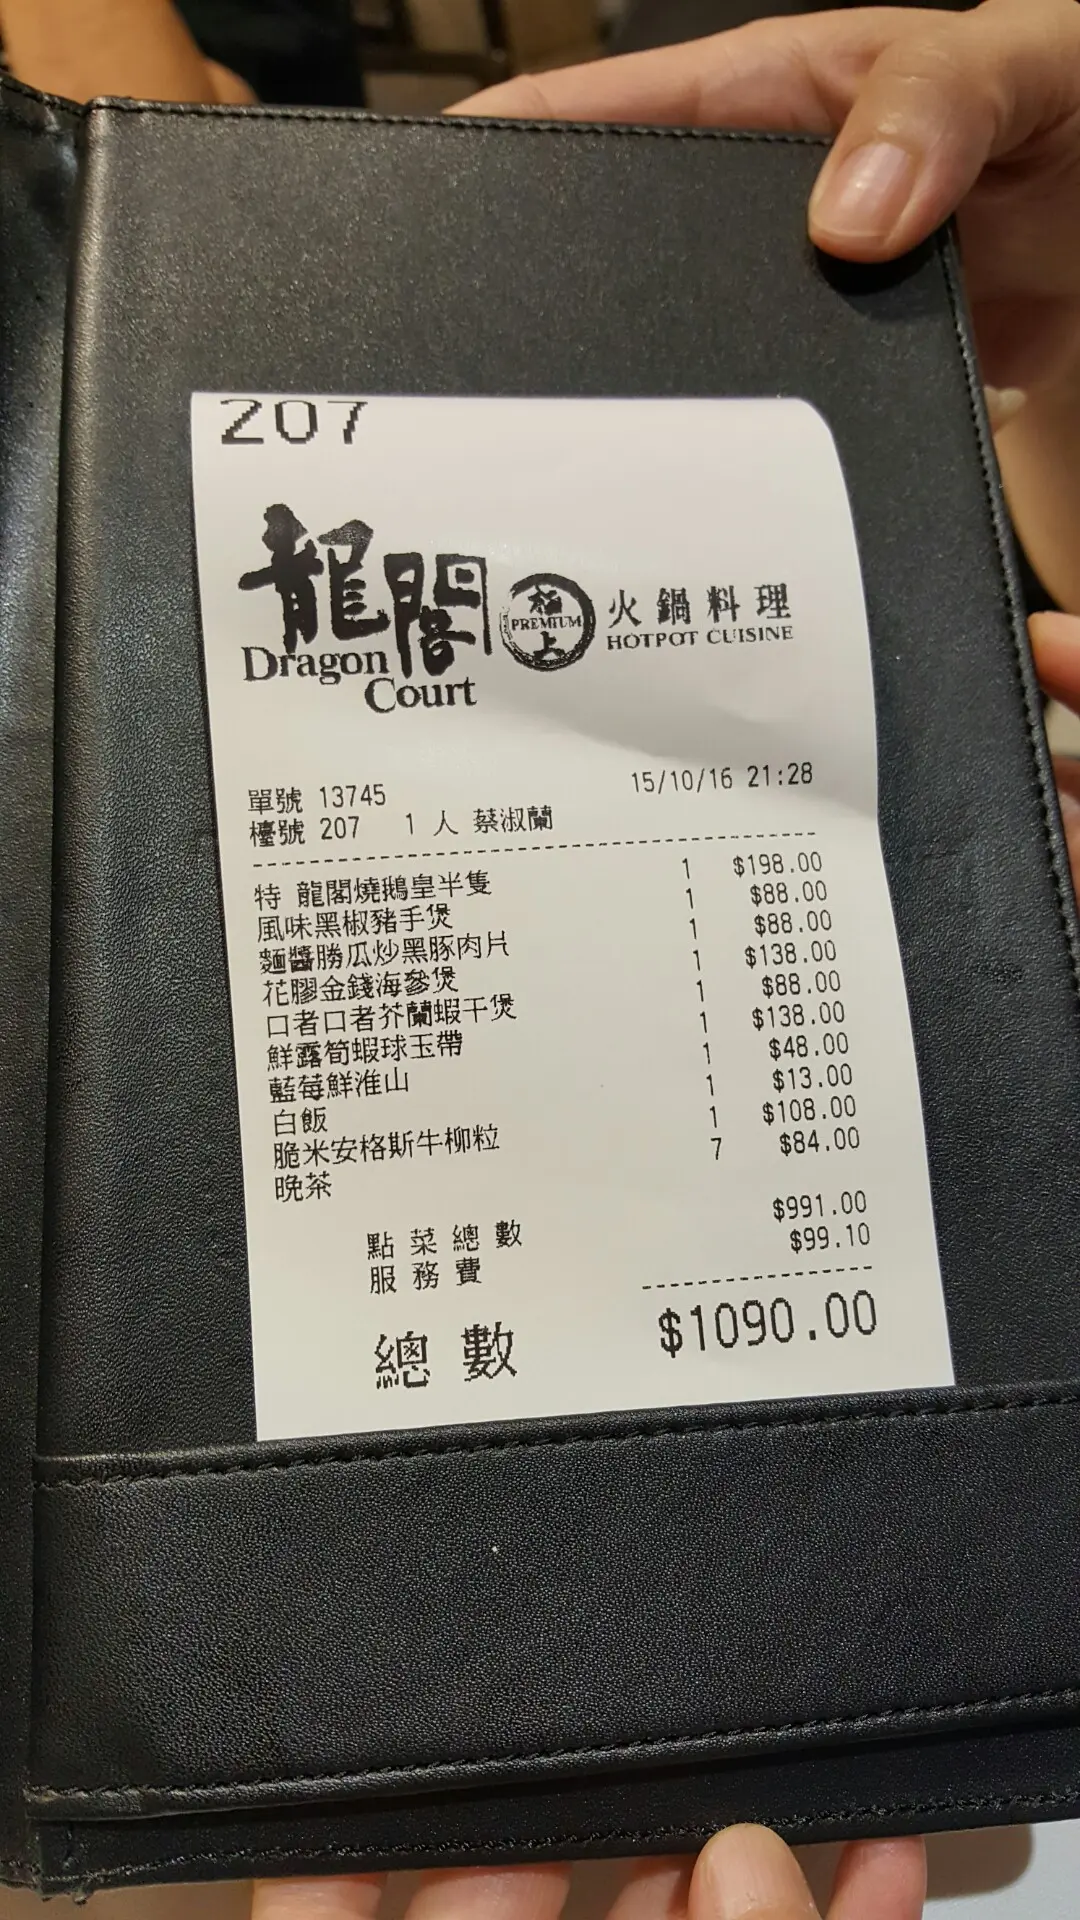 207
龍閣
Dragon
Court
極上
PREMIUM
火鍋料理
HOTPOT CUISINE
單號 13745 15/10/16 21:28
檯號 207 1 人 蔡淑蘭
特 龍閣燒鵝皇半隻 1 $198.00
風味黑椒豬手煲 1 $88.00
麵醬勝瓜炒黑豚肉片 1 $88.00
花膠金錢海參煲 1 $138.00
口者口者芥蘭蝦干煲 1 $88.00
鮮露筍蝦球玉帶 1 $138.00
藍莓鮮淮山 1 $48.00
白飯 1 $13.00
脆米安格斯牛柳粒 1 $108.00
晚茶 7 $84.00
點菜總數 $991.00
服務費 $99.10
總數 $1090.00